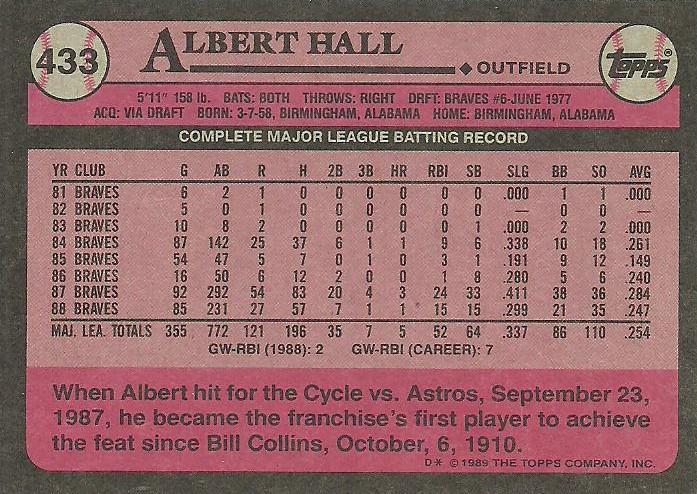 433
ALBERT HALL
OUTFIELD
TOPPS®
5'11" 158 lb. BATS: BOTH THROWS: RIGHT DRFT: BRAVES #6-JUNE 1977
ACQ: VIA DRAFT BORN: 3-7-58, BIRMINGHAM, ALABAMA HOME: BIRMINGHAM, ALABAMA
COMPLETE MAJOR LEAGUE BATTING RECORD
YR CLUB G AB R H 2B 3B HR RBI SB SLG BB SO AVG
81 BRAVES 6 2 1 0 0 0 0 0 0 .000 1 1 .000
82 BRAVES 5 0 1 0 0 0 0 0 0 — 0 0 —
83 BRAVES 10 8 2 0 0 0 0 0 1 .000 2 2 .000
84 BRAVES 87 142 25 37 6 1 1 9 6 .338 10 18 .261
85 BRAVES 54 47 5 7 0 1 0 3 1 .191 9 12 .149
86 BRAVES 16 50 6 12 2 0 0 1 8 .280 5 6 .240
87 BRAVES 92 292 54 83 20 4 3 24 33 .411 38 36 .284
88 BRAVES 85 231 27 57 7 1 1 15 15 .299 21 35 .247
MAJ. LEA. TOTALS 355 772 121 196 35 7 5 52 64 .337 86 110 .254
GW-RBI (1988): 2 GW-RBI (CAREER): 7
When Albert hit for the Cycle vs. Astros, September 23,
1987, he became the franchise's first player to achieve
the feat since Bill Collins, October, 6, 1910.
D* © 1989 THE TOPPS COMPANY, INC.